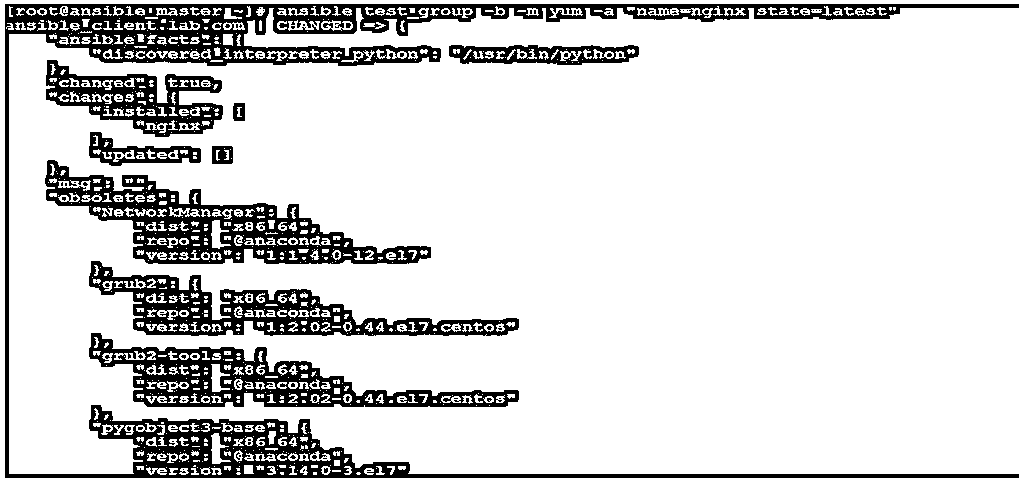 [root@ansible-master ~]# ansible test-group -b -m yum -a "name=nginx state=latest"
ansible-client.lab.com | CHANGED => {
    "ansible_facts": {
        "discovered_interpreter_python": "/usr/bin/python"
    },
    "changed": true,
    "changes": {
        "installed": [
            "nginx"
        ],
        "updated": []
    },
    "msg": "",
    "obsoletes": {
        "NetworkManager": {
            "dist": "x86_64",
            "repo": "@anaconda",
            "version": "1:1.4.0-12.el7"
        },
        "grub2": {
            "dist": "x86_64",
            "repo": "@anaconda",
            "version": "1:2.02-0.44.el7.centos"
        },
        "grub2-tools": {
            "dist": "x86_64",
            "repo": "@anaconda",
            "version": "1:2.02-0.44.el7.centos"
        },
        "pygobject3-base": {
            "dist": "x86_64",
            "repo": "@anaconda",
            "version": "3.14.0-3.el7"